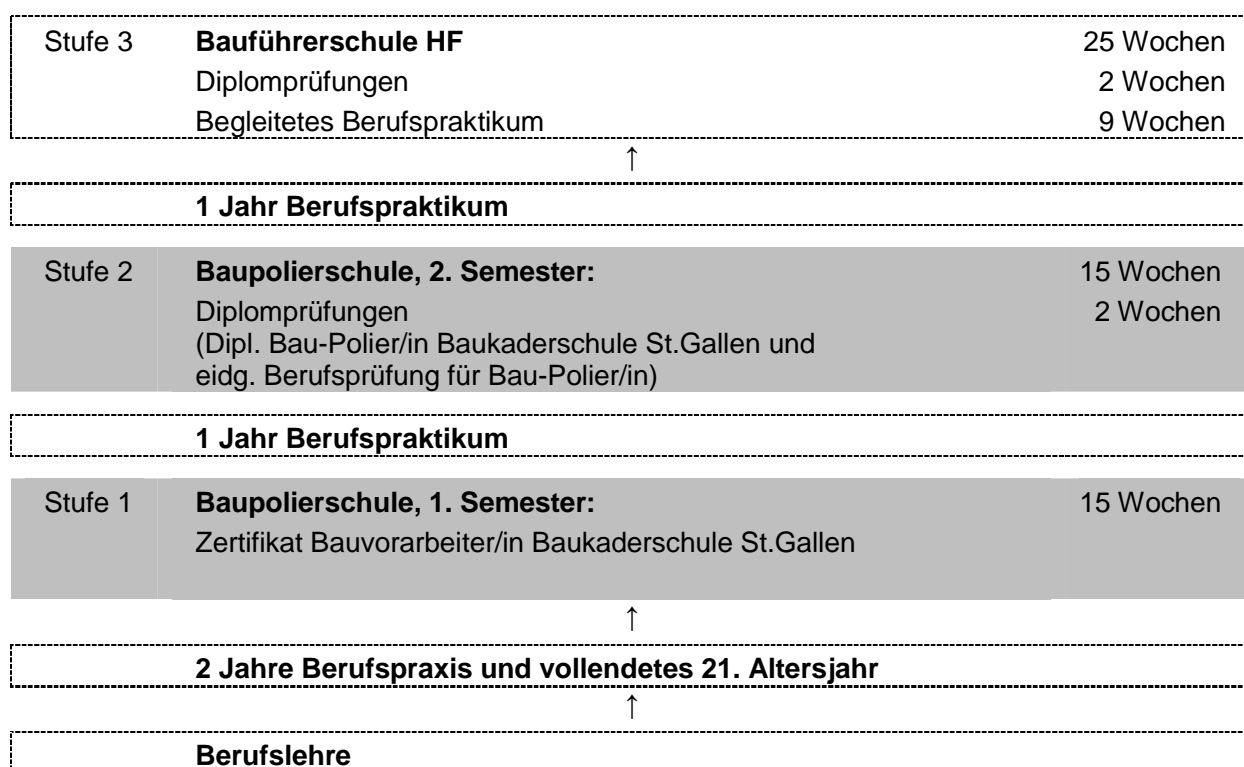 Stufe 3 Bauführerschule HF 25 Wochen
Diplomprüfungen 2 Wochen
Begleitetes Berufspraktikum 9 Wochen
↑
1 Jahr Berufspraktikum
Stufe 2 Baupolierschule, 2. Semester: 15 Wochen
Diplomprüfungen 2 Wochen
(Dipl. Bau-Polier/in Baukaderschule St.Gallen und
eidg. Berufsprüfung für Bau-Polier/in)
1 Jahr Berufspraktikum
Stufe 1 Baupolierschule, 1. Semester: 15 Wochen
Zertifikat Bauvorarbeiter/in Baukaderschule St.Gallen
↑
2 Jahre Berufspraxis und vollendetes 21. Altersjahr
↑
Berufslehre